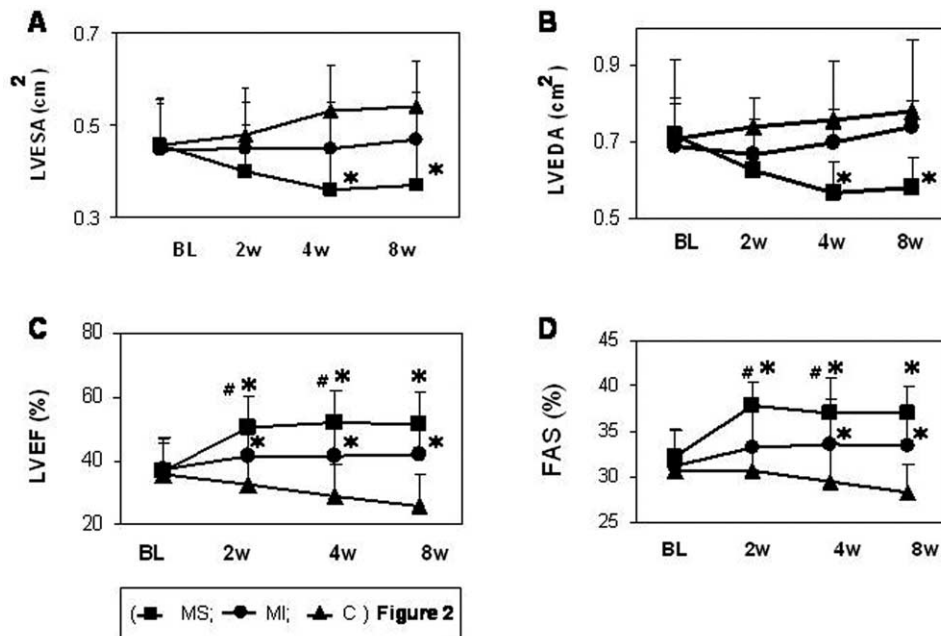 A
LVESA (cm2)
0.7
0.5
0.3
*
*
BL 2w 4w 8w
B
LVEDA (cm2)
0.9
0.7
0.5
*
*
BL 2w 4w 8w
C
LVEF (%)
80
60
40
20
# * # * *
* * *
BL 2w 4w 8w
D
FAS (%)
45
40
35
30
25
# * # * *
* *
BL 2w 4w 8w
(■ MS; ● MI; ▲ C ) Figure 2